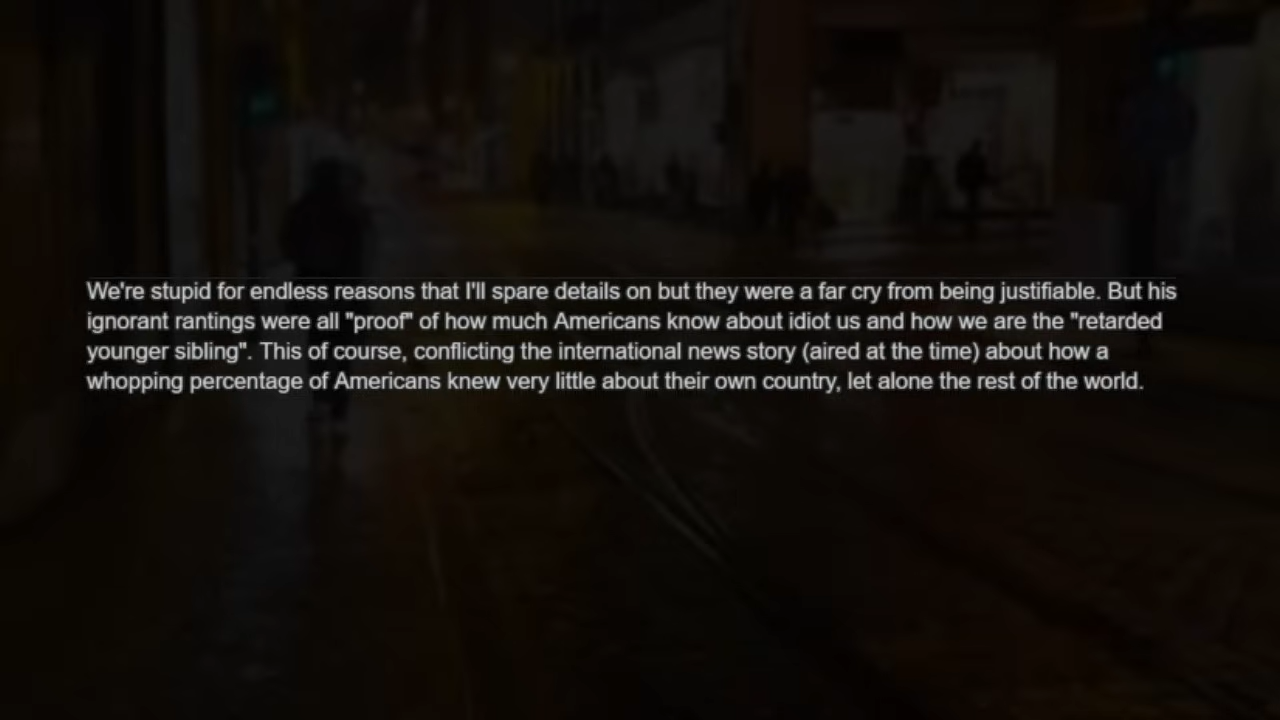 We're stupid for endless reasons that I'll spare details on but they were a far cry from being justifiable. But his
ignorant rantings were all "proof" of how much Americans know about idiot us and how we are the "retarded
younger sibling". This of course, conflicting the international news story (aired at the time) about how a
whopping percentage of Americans knew very little about their own country, let alone the rest of the world.